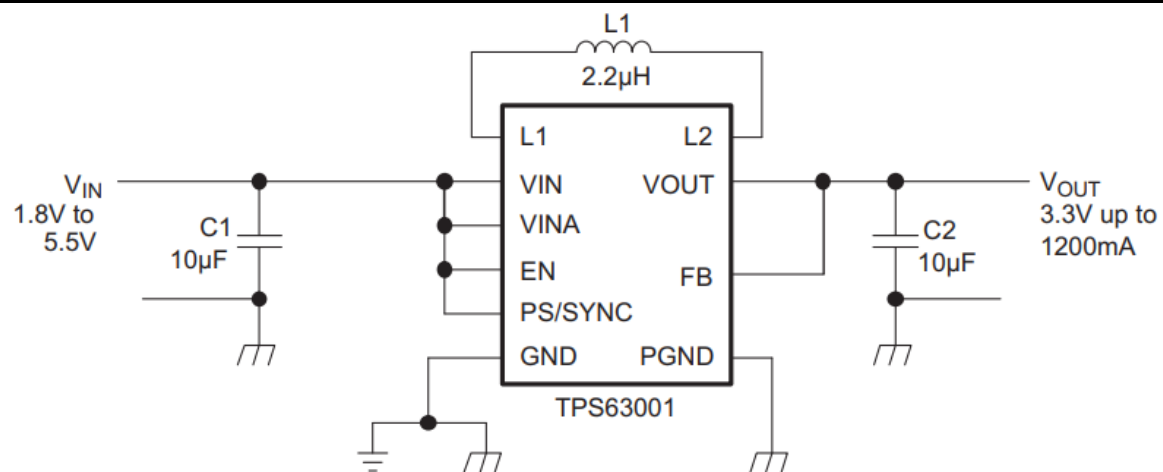 L1
2.2µH
L1
L2
VIN
1.8V to
5.5V
C1
10µF
VIN
VINA
EN
PS/SYNC
GND
VOUT
FB
PGND
TPS63001
C2
10µF
VOUT
3.3V up to
1200mA